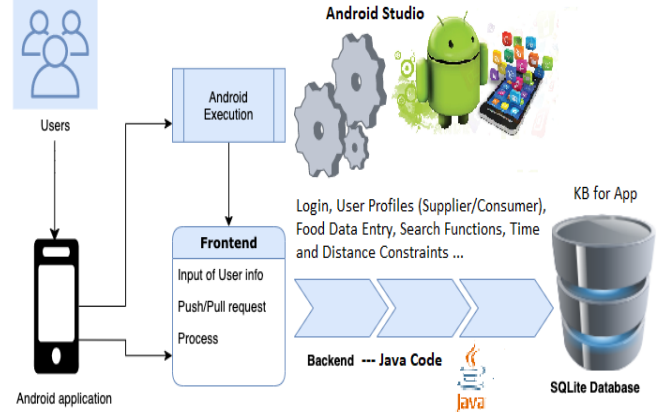 Android Studio
Users
Android
Execution
Login, User Profiles (Supplier/Consumer),
Food Data Entry, Search Functions, Time
and Distance Constraints ...
KB for App
Frontend
Input of User info
Push/Pull request
Process
Backend --- Java Code
Java
Android application
SQLite Database